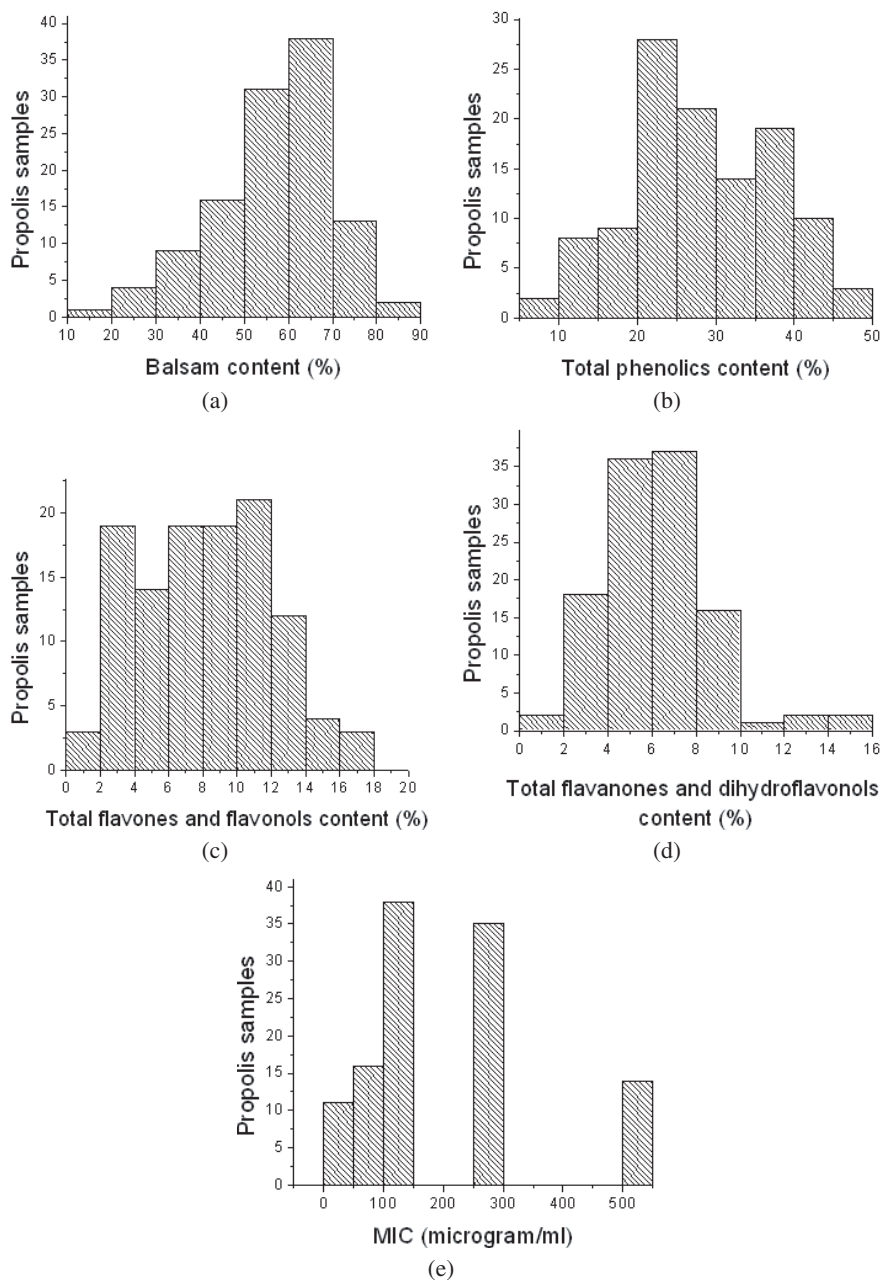 40
35
30
25
20
15
10
5
0
Propolis samples
10 20 30 40 50 60 70 80 90
Balsam content (%)
(a)
30
25
20
15
10
5
0
Propolis samples
10 20 30 40 50
Total phenolics content (%)
(b)
20
15
10
5
0
Propolis samples
0 2 4 6 8 10 12 14 16 18 20
Total flavones and flavonols content (%)
(c)
35
30
25
20
15
10
5
0
Propolis samples
0 2 4 6 8 10 12 14 16
Total flavanones and dihydroflavonols
content (%)
(d)
40
35
30
25
20
15
10
5
0
Propolis samples
0 100 200 300 400 500
MIC (microgram/ml)
(e)